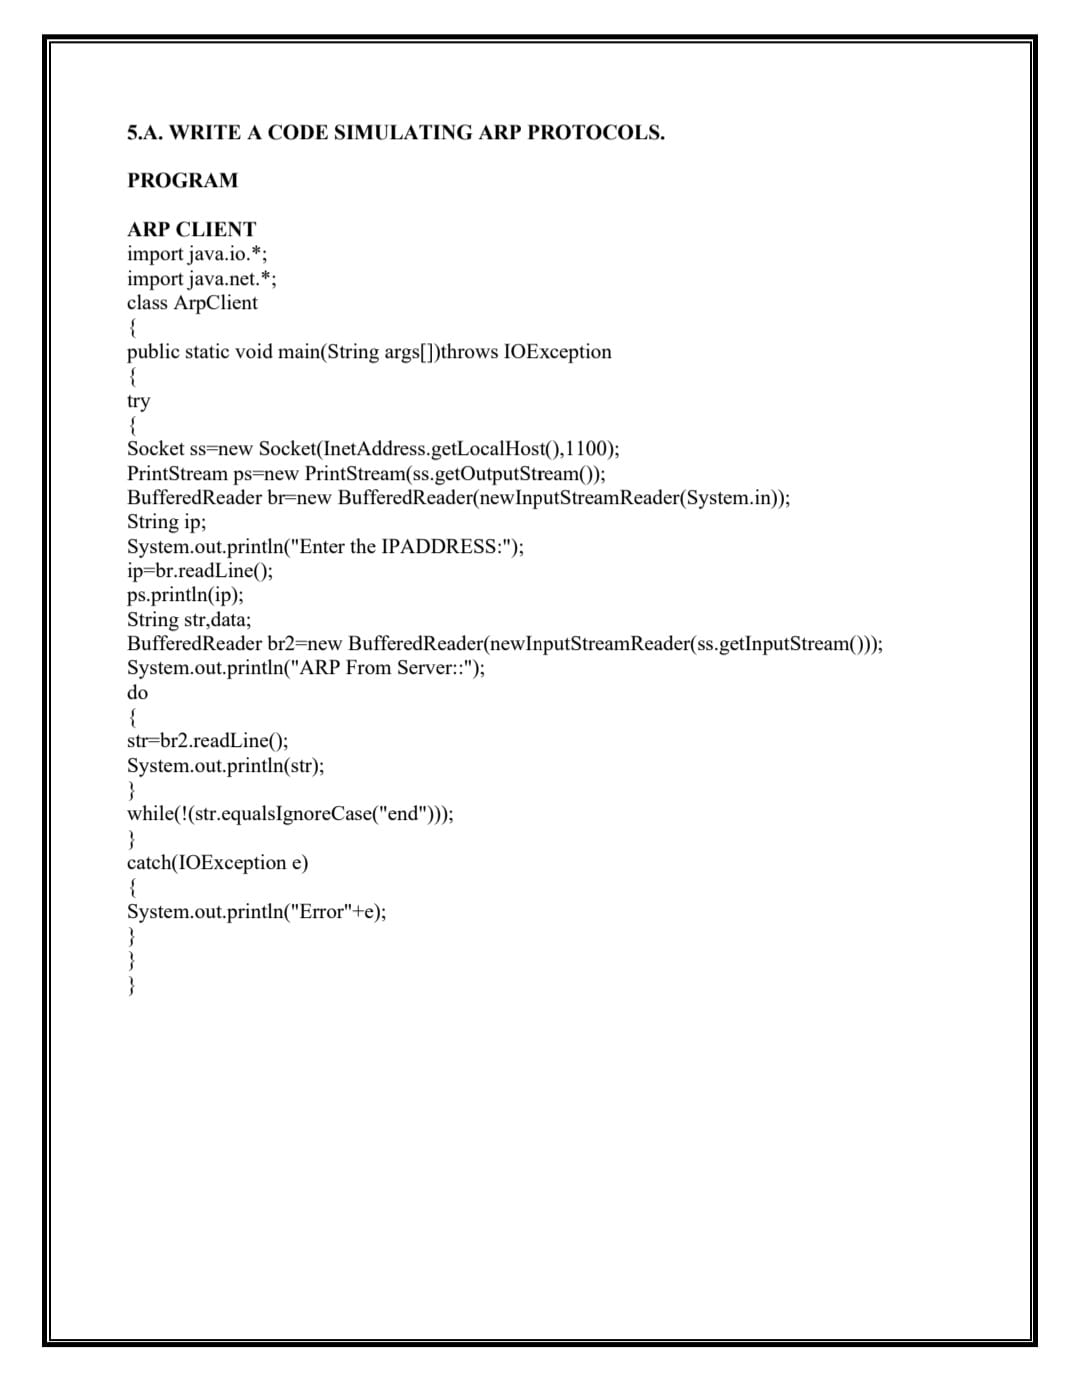 5.A. WRITE A CODE SIMULATING ARP PROTOCOLS.
PROGRAM
ARP CLIENT
import java.io.*;
import java.net.*;
class ArpClient
{
public static void main(String args[])throws IOException
{
try
{
Socket ss=new Socket(InetAddress.getLocalHost(),1100);
PrintStream ps=new PrintStream(ss.getOutputStream());
BufferedReader br=new BufferedReader(newInputStreamReader(System.in));
String ip;
System.out.println("Enter the IPADDRESS:");
ip=br.readLine();
ps.println(ip);
String str,data;
BufferedReader br2=new BufferedReader(newInputStreamReader(ss.getInputStream()));
System.out.println("ARP From Server::");
do
{
str=br2.readLine();
System.out.println(str);
}
while(!(str.equalsIgnoreCase("end")));
}
catch(IOException e)
{
System.out.println("Error"+e);
}
}
}